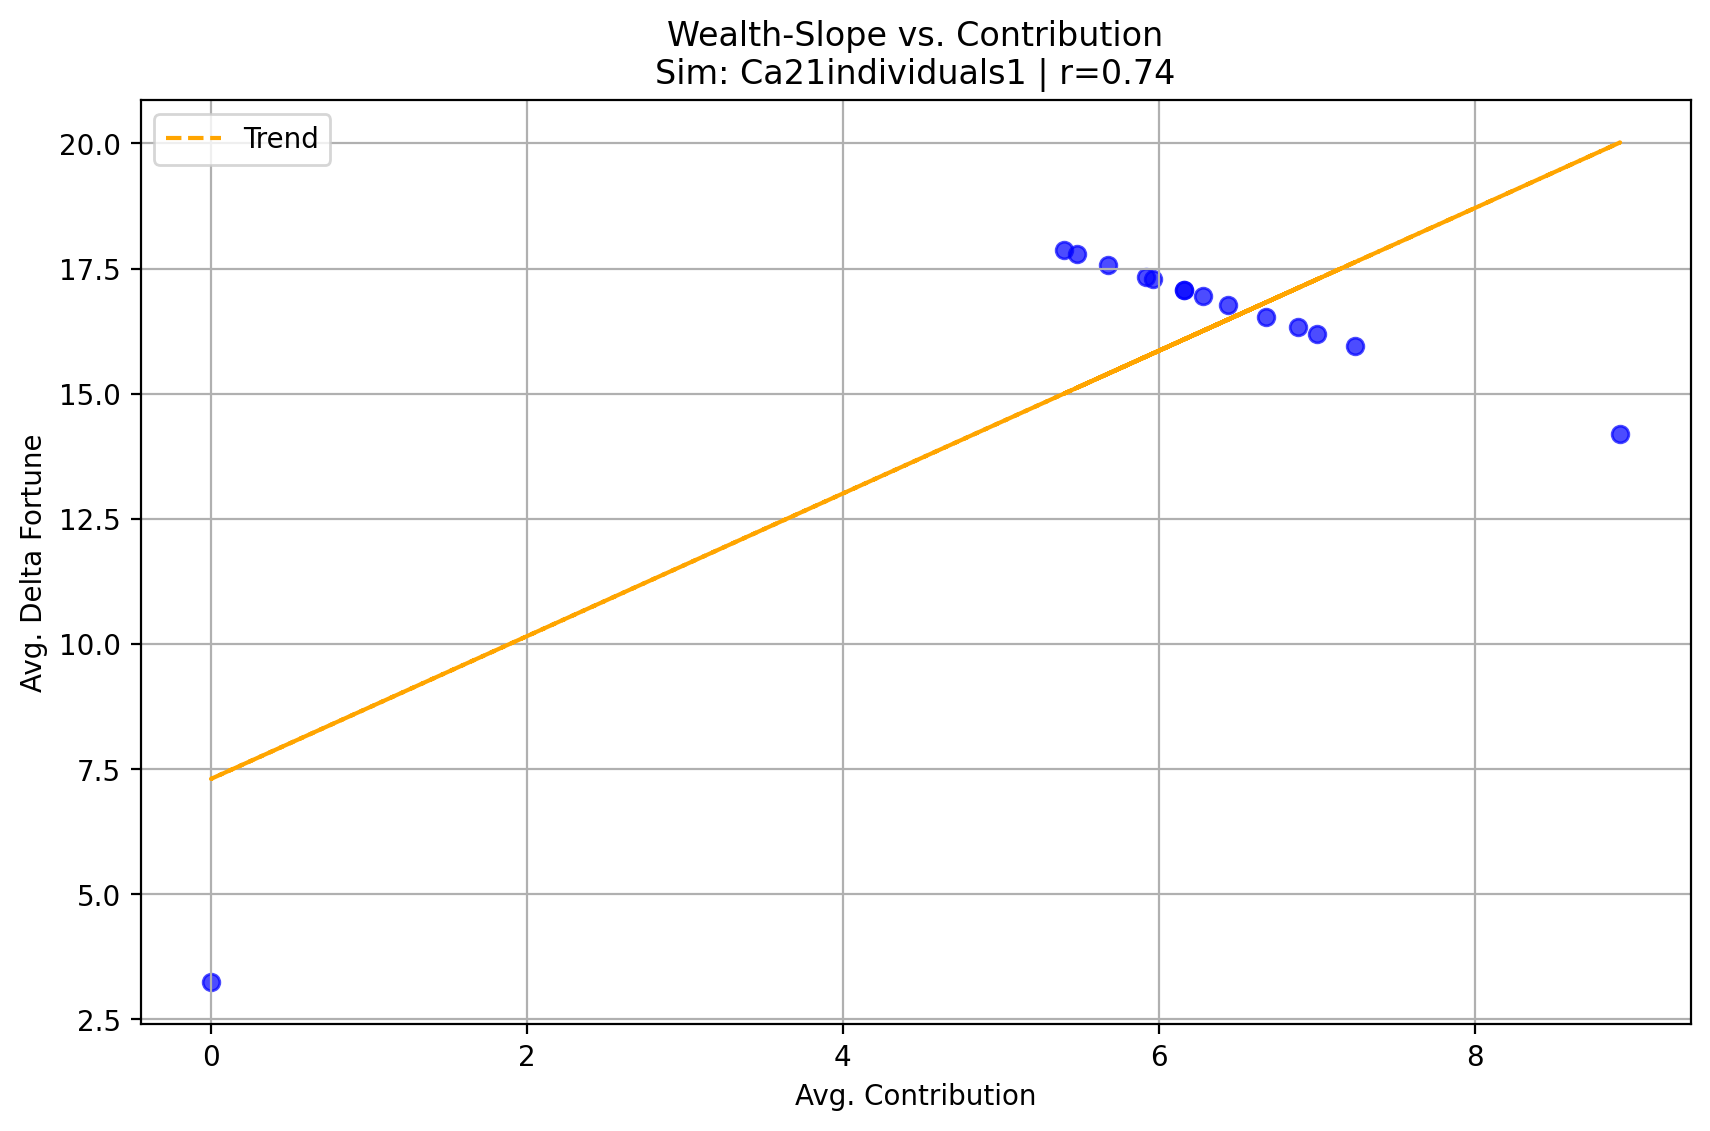 Wealth-Slope vs. Contribution
Sim: Ca21individuals1 | r=0.74
Trend
20.0
17.5
15.0
12.5
10.0
7.5
5.0
2.5
Avg. Delta Fortune
0 2 4 6 8
Avg. Contribution